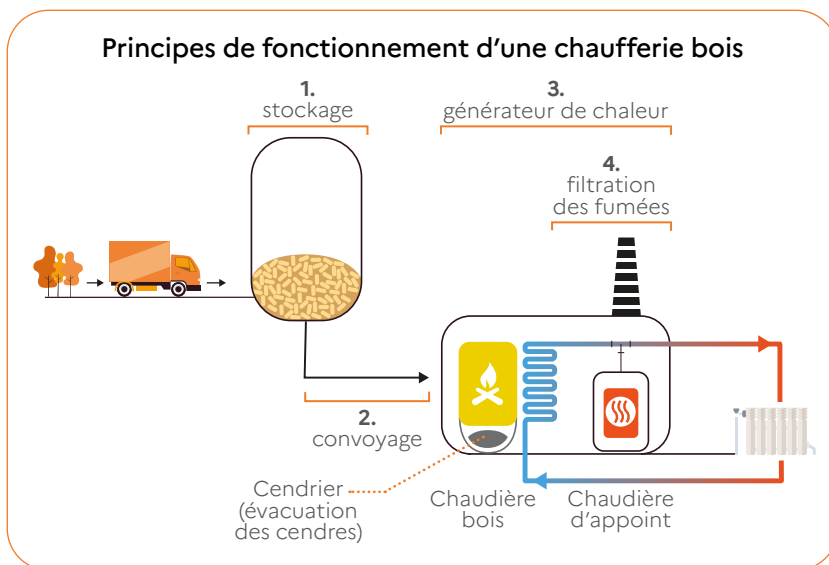 Principes de fonctionnement d’une chaufferie bois
1.
stockage
3.
générateur de chaleur
4.
filtration
des fumées
2.
convoyage
Cendrier
(évacuation
des cendres)
Chaudière
bois
Chaudière
d’appoint